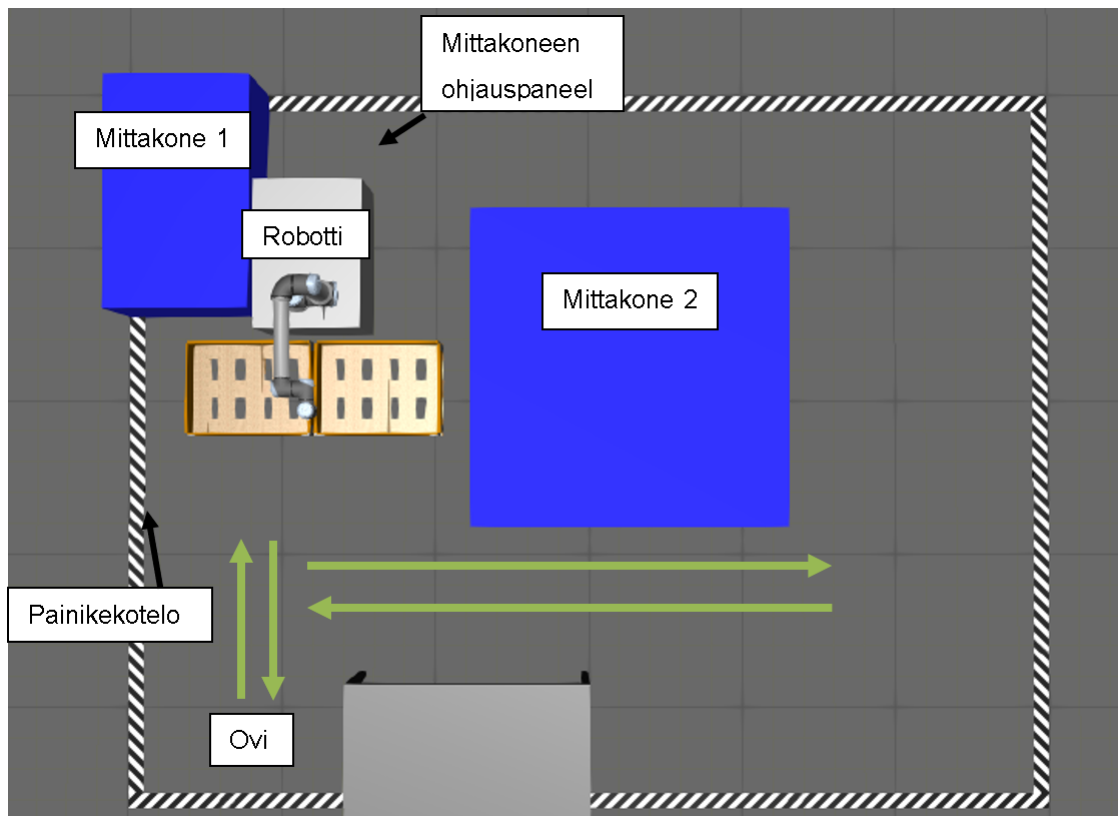 Mittakoneen
ohjauspaneel
Mittakone 1
Robotti
Mittakone 2
Painikekotelo
Ovi